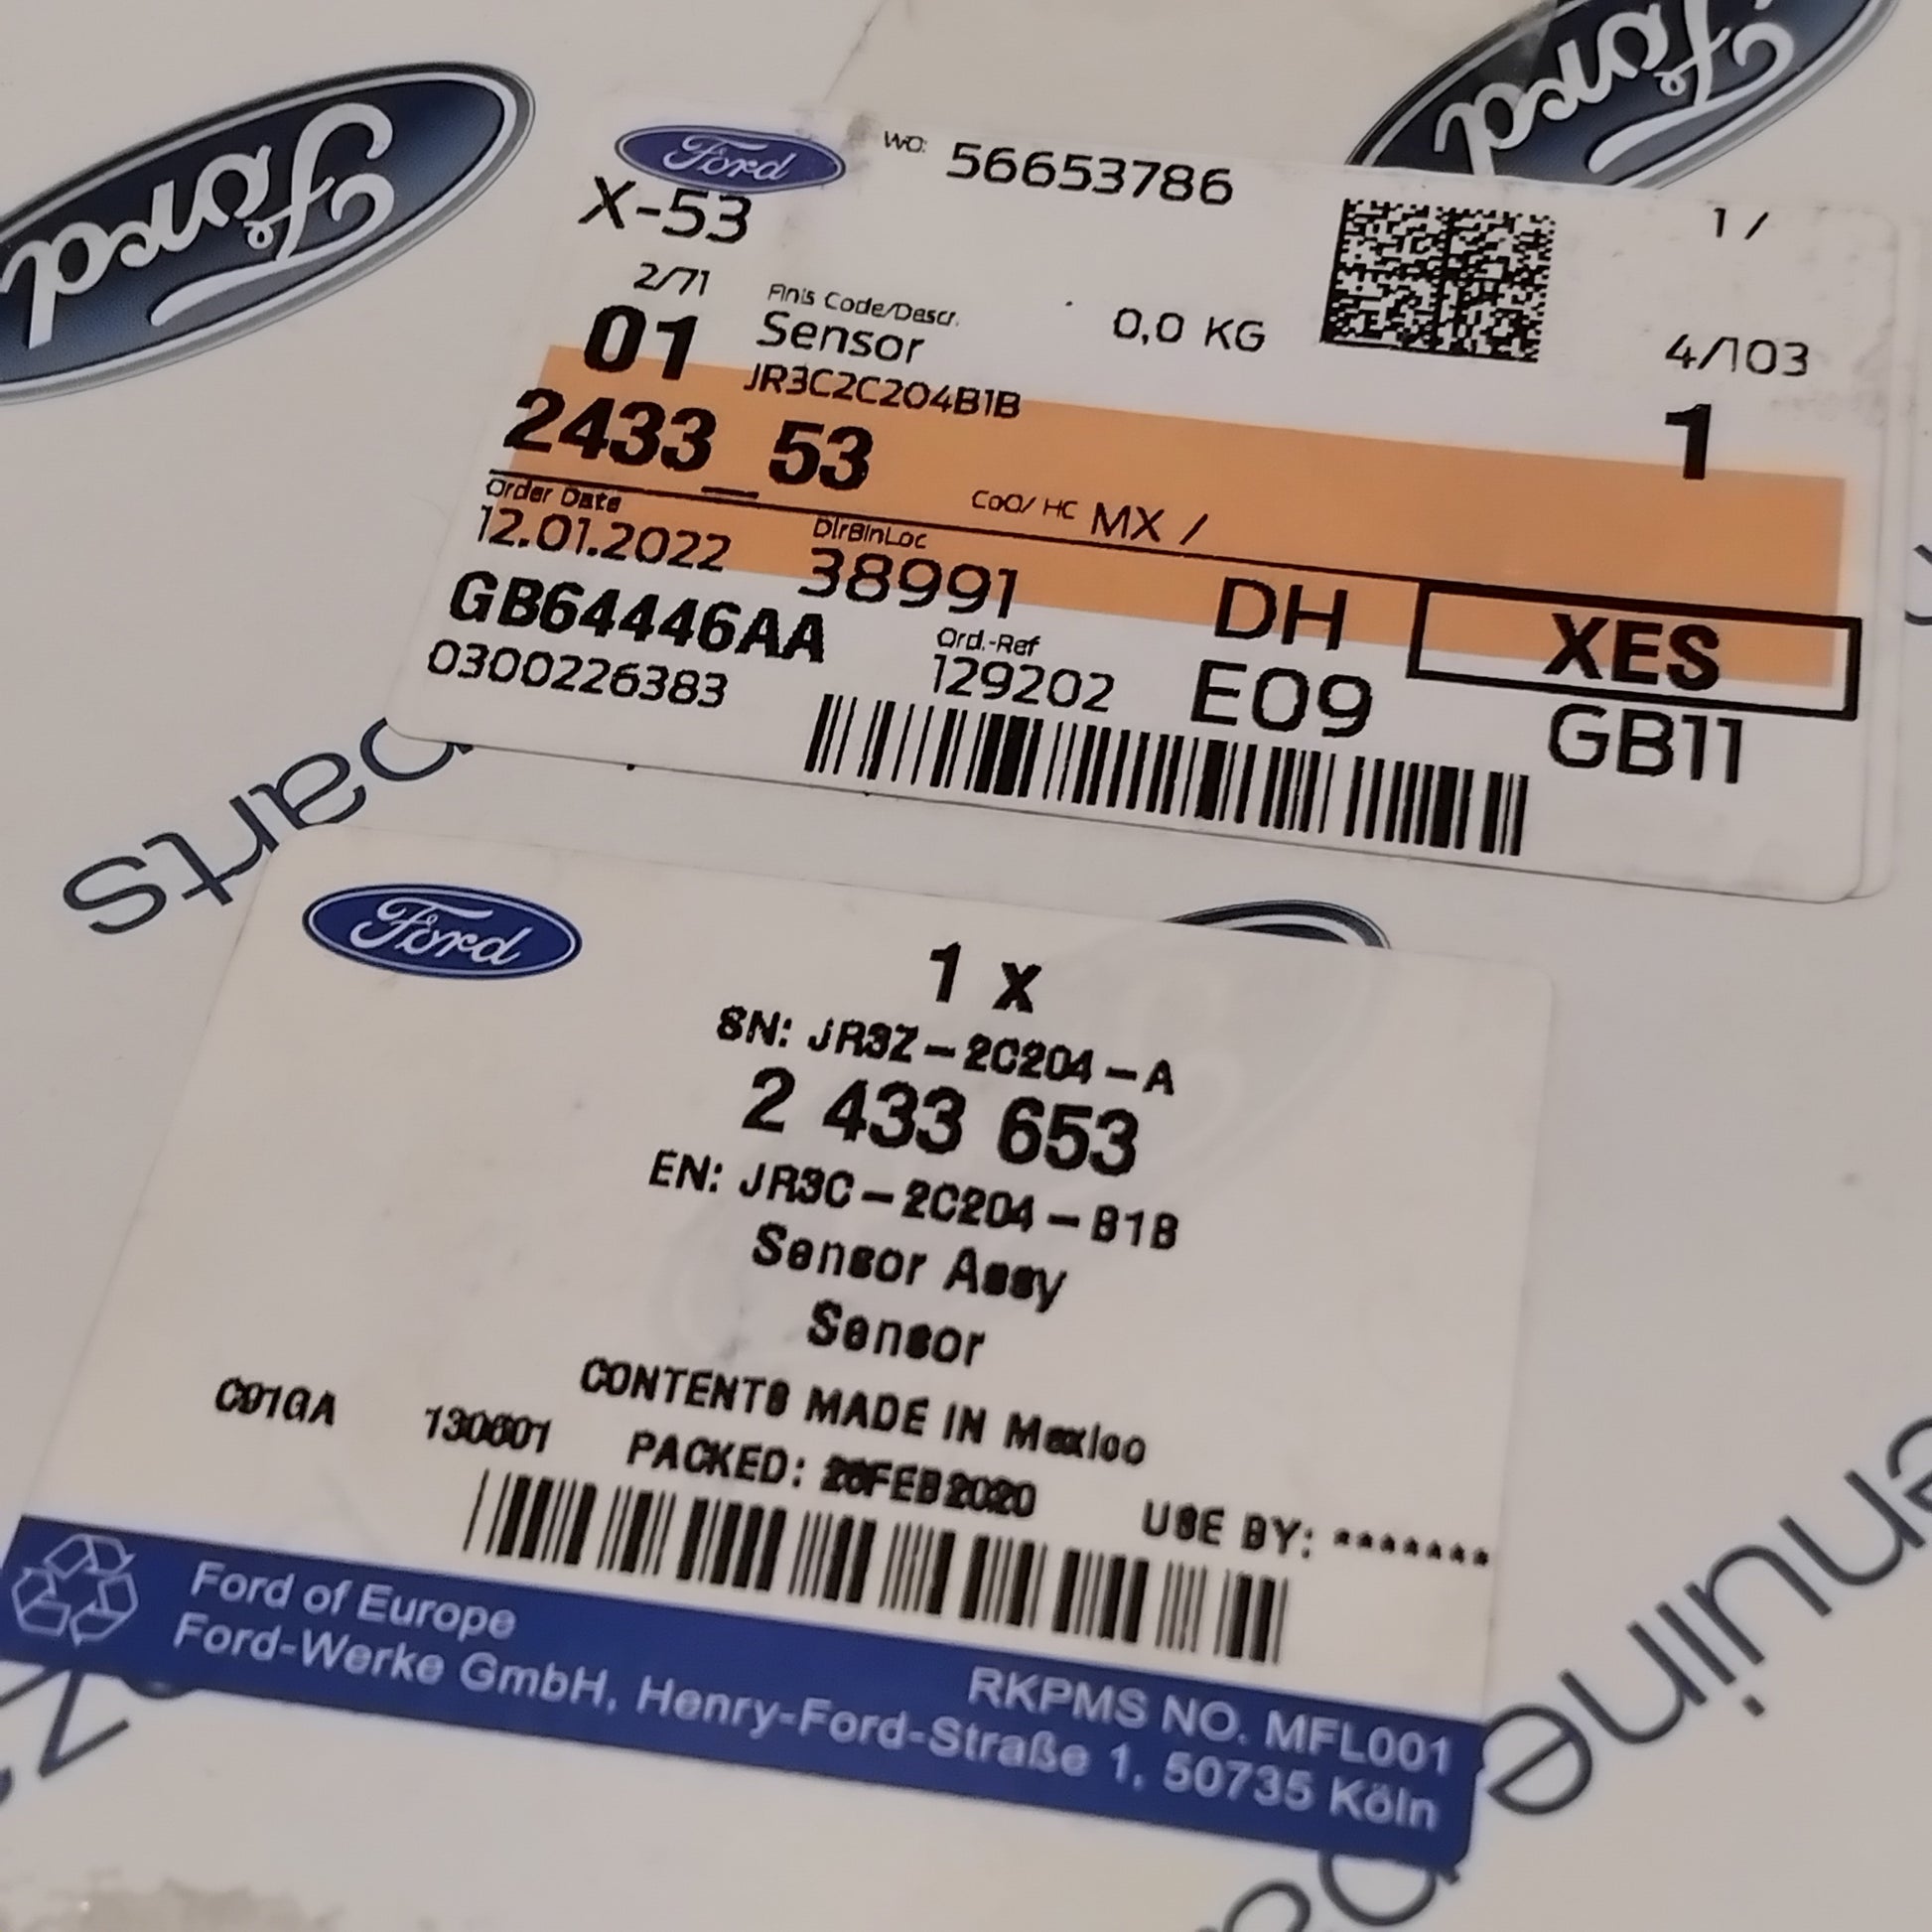 Ford
Ford
Ford
WO: 56653786
X-53
1 /
2/71
Finis Code/Descr.
01
Sensor
0,0 KG
4/103
JR3C2C204B1B
1
2433_53
CoO/ HC MX /
Order Date
12.01.2022
DlrBinLoc
38991
DH
XES
GB64446AA
Ord.-Ref
0300226383
129202
E09
GB11
parts
Ford
1 X
SN: JR3Z-2C204-A
2 433 653
EN: JR3C-2C204-B1B
Sensor Assy
Sensor
CONTENTS MADE IN Mexico
C91GA 130601 PACKED: 26FEB2020 USE BY: *******
Ford of Europe
RKPMS NO. MFL001
Ford-Werke GmbH, Henry-Ford-Straße 1, 50735 Köln